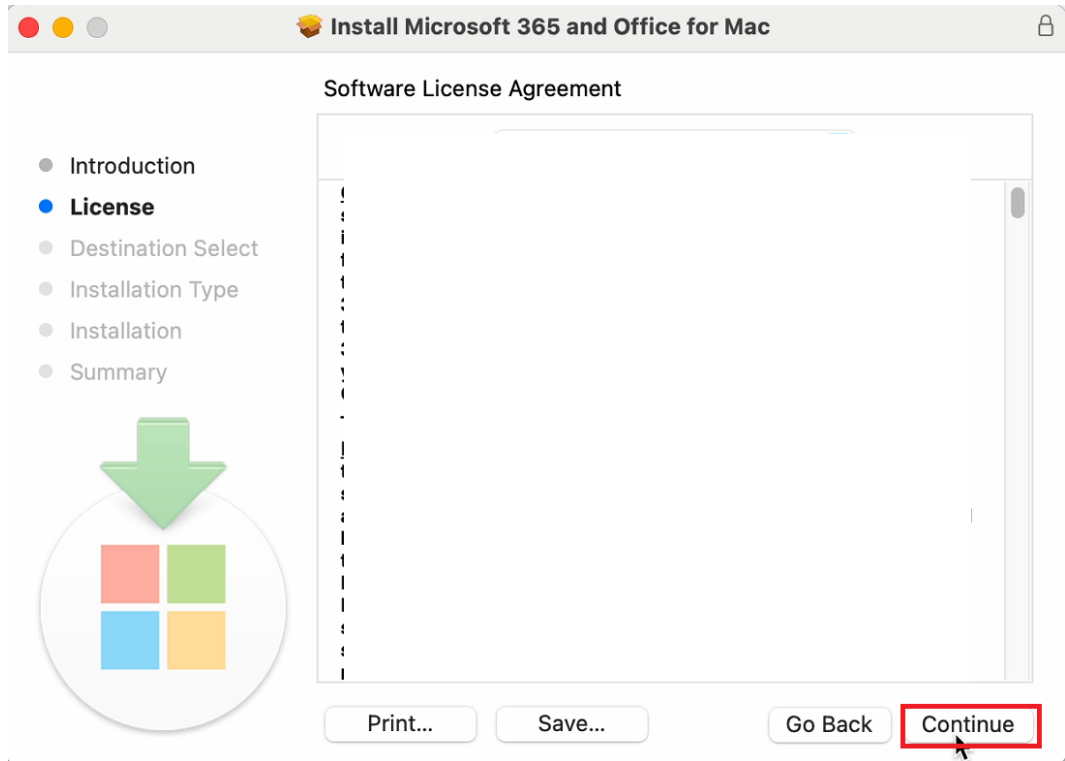 Install Microsoft 365 and Office for Mac
Software License Agreement
Introduction
License
Destination Select
Installation Type
Installation
Summary
Print...
Save...
Go Back
Continue